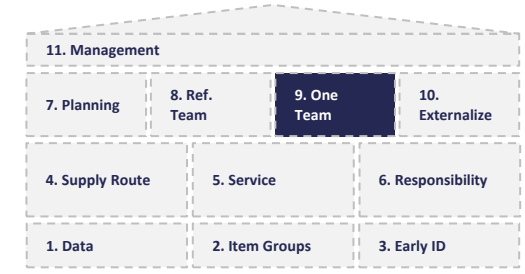 11. Management
7. Planning
8. Ref.
Team
9. One
Team
10.
Externalize
4. Supply Route
5. Service
6. Responsibility
1. Data
2. Item Groups
3. Early ID